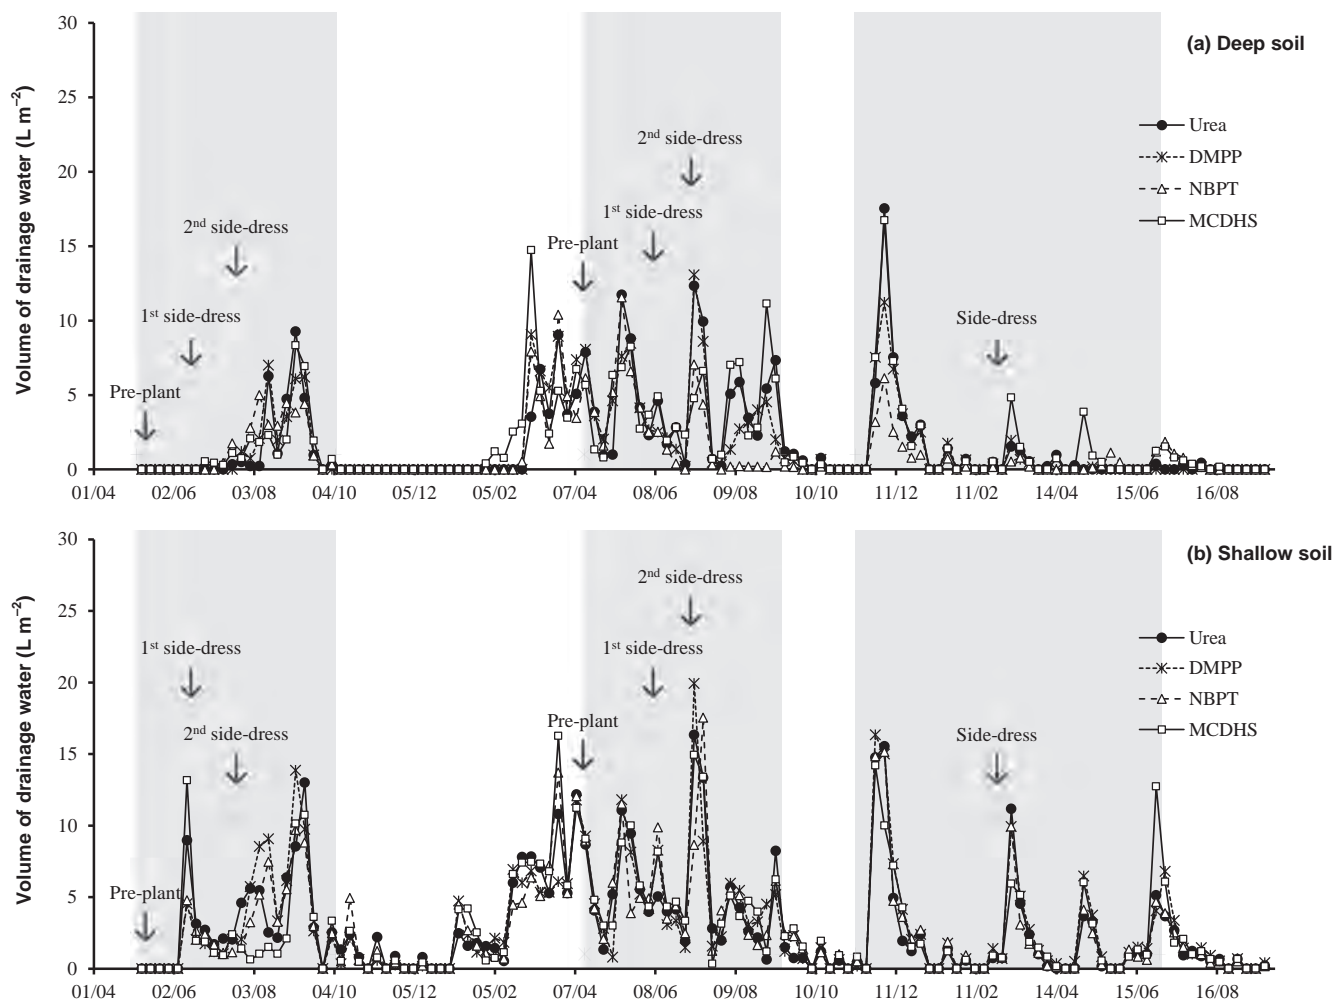 (a) Deep soil
Volume of drainage water (L m⁻²)
30
25
20
15
10
5
0
Urea
DMPP
NBPT
MCDHS
Pre-plant
1st side-dress
2nd side-dress
Pre-plant
1st side-dress
2nd side-dress
Side-dress
01/04 02/06 03/08 04/10 05/12 05/02 07/04 08/06 09/08 10/10 11/12 11/02 14/04 15/06 16/08
(b) Shallow soil
Volume of drainage water (L m⁻²)
30
25
20
15
10
5
0
Urea
DMPP
NBPT
MCDHS
Pre-plant
1st side-dress
2nd side-dress
Pre-plant
1st side-dress
2nd side-dress
Side-dress
01/04 02/06 03/08 04/10 05/12 05/02 07/04 08/06 09/08 10/10 11/12 11/02 14/04 15/06 16/08